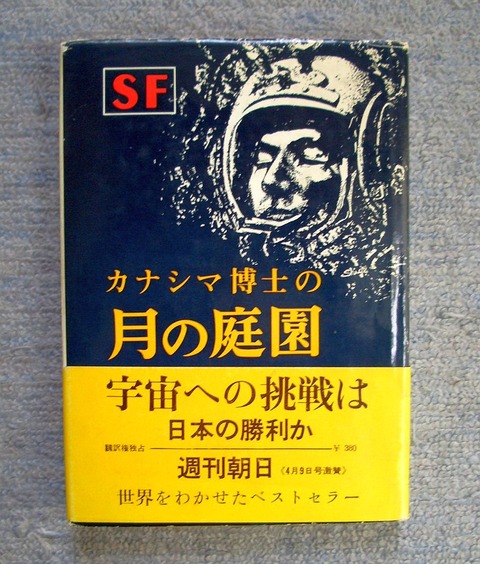 SF
カナシマ博士の
月の庭園
宇宙への挑戦は
日本の勝利か
飜訳権独占 ¥ 380
週刊朝日《4月9日号激賛》
世界をわかせたベストセラー